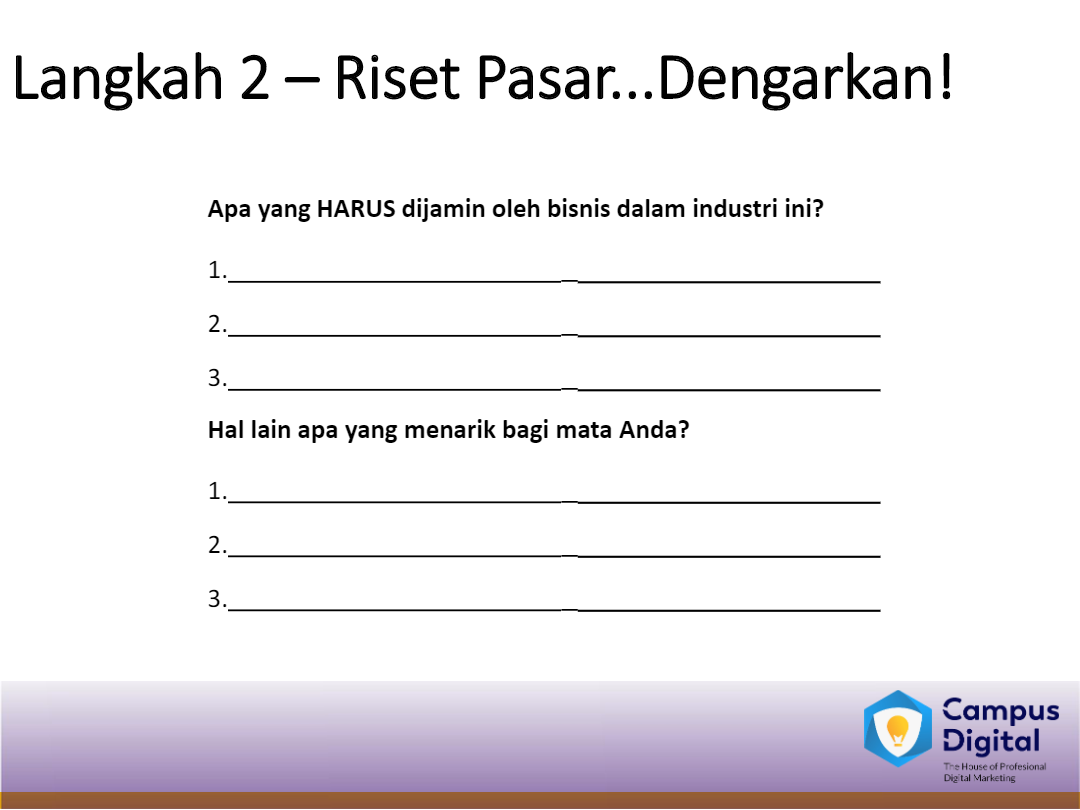 Langkah 2 – Riset Pasar...Dengarkan!
Apa yang HARUS dijamin oleh bisnis dalam industri ini?
1.
2.
3.
Hal lain apa yang menarik bagi mata Anda?
1.
2.
3.
Campus
Digital
The House of Profesional
Digital Marketing